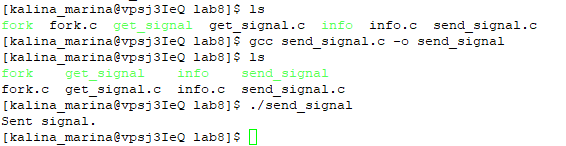 [kalina_marina@vpsj3IeQ lab8]$ ls
fork  fork.c  get_signal  get_signal.c  info  info.c  send_signal.c
[kalina_marina@vpsj3IeQ lab8]$ gcc send_signal.c -o send_signal
[kalina_marina@vpsj3IeQ lab8]$ ls
fork    get_signal    info    send_signal
fork.c  get_signal.c  info.c  send_signal.c
[kalina_marina@vpsj3IeQ lab8]$ ./send_signal
Sent signal.
[kalina_marina@vpsj3IeQ lab8]$